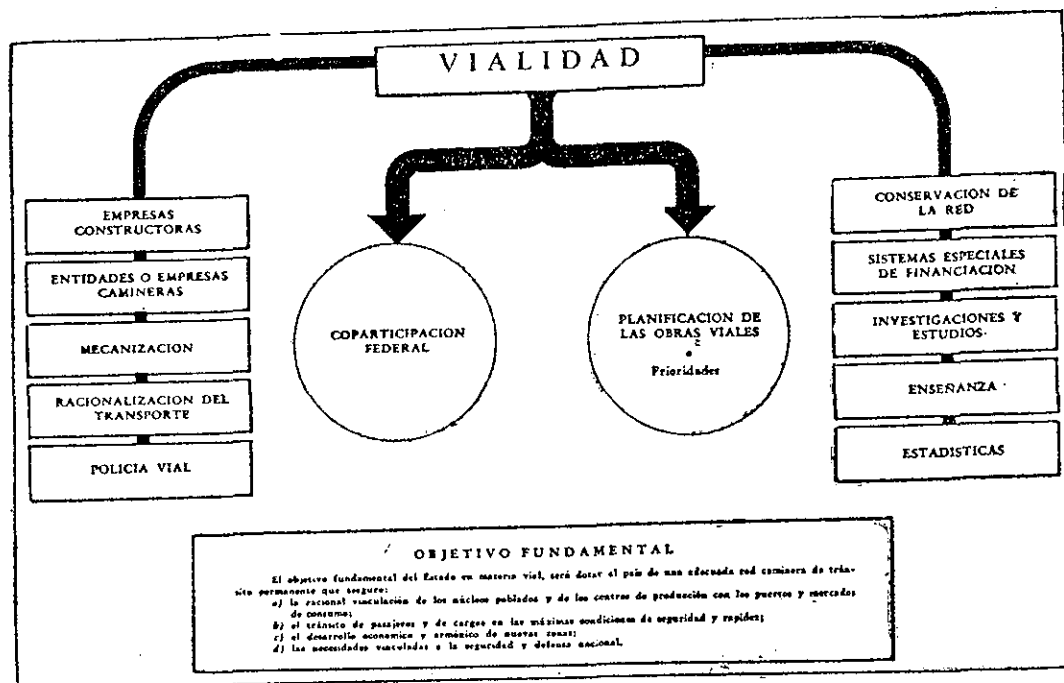 VIALIDAD
EMPRESAS
CONSTRUCTORAS
ENTIDADES O EMPRESAS
CAMINERAS
MECANIZACION
RACIONALIZACION DEL
TRANSPORTE
POLICIA VIAL
COPARTICIPACION
FEDERAL
PLANIFICACION DE
LAS OBRAS VIALES
•
Prioridades
CONSERVACION DE
LA RED
SISTEMAS ESPECIALES
DE FINANCIACION
INVESTIGACIONES Y
ESTUDIOS
ENSEÑANZA
ESTADISTICAS
OBJETIVO FUNDAMENTAL
El objetivo fundamental del Estado en materia vial, será dotar al país de una adecuada red caminera de trán-
sito permanente que asegure:
a) la racional vinculación de los núcleos poblados y de los centros de producción con los puertos y mercados
de consumo;
b) el tránsito de pasajeros y de cargas en las máximas condiciones de seguridad y rapidez;
c) el desarrollo económico y armónico de nuevas zonas;
d) las necesidades vinculadas a la seguridad y defensa nacional.